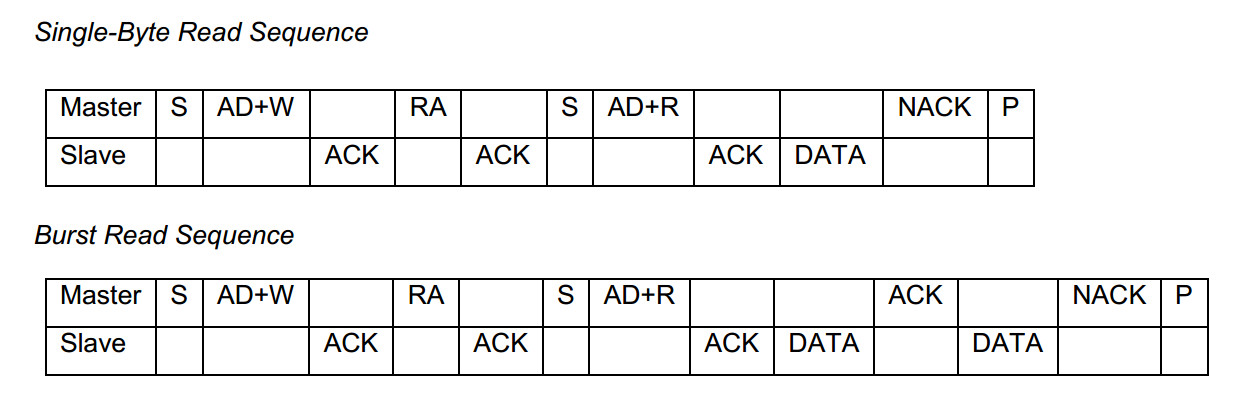 Single-Byte Read Sequence
Master S AD+W RA S AD+R NACK P
Slave ACK ACK ACK DATA
Burst Read Sequence
Master S AD+W RA S AD+R ACK NACK P
Slave ACK ACK ACK DATA DATA